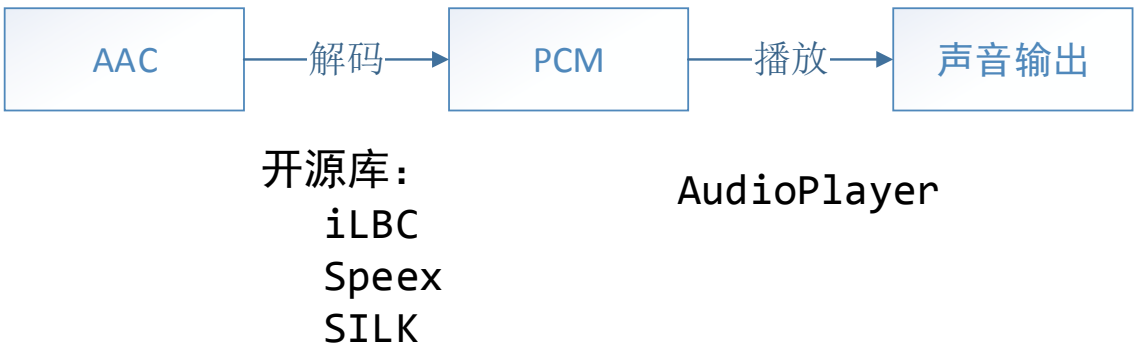 AAC 解码 PCM 播放 声音输出
开源库:
AudioPlayer
iLBC
Speex
SILK